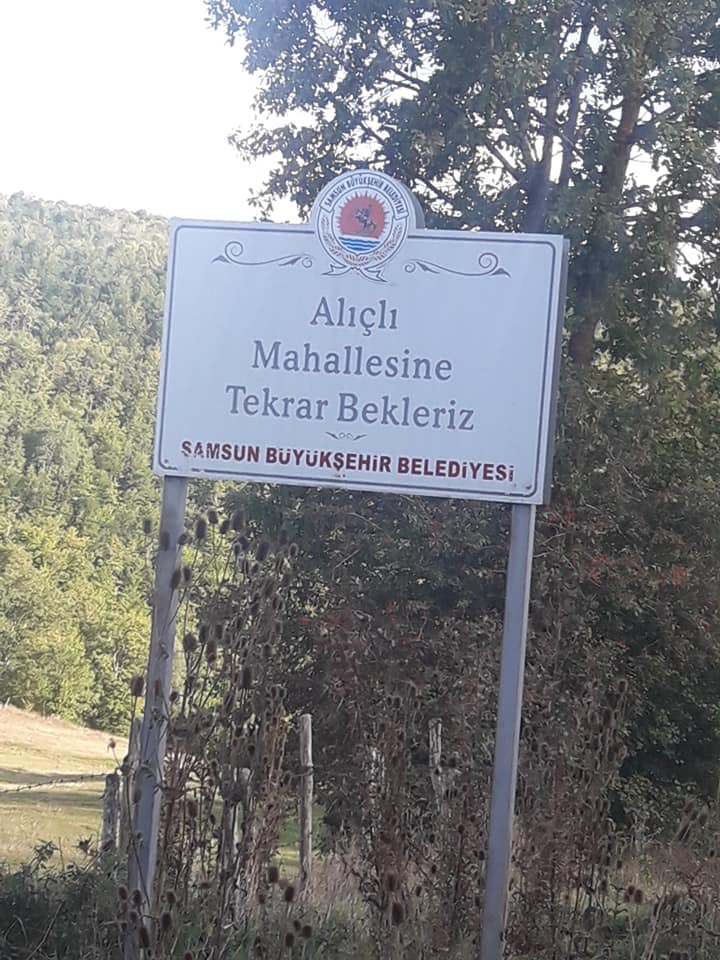 SAMSUN BÜYÜKŞEHİR BELEDİYESİ
Alıçlı
Mahallesine
Tekrar Bekleriz
SAMSUN BÜYÜKŞEHİR BELEDİYESİ